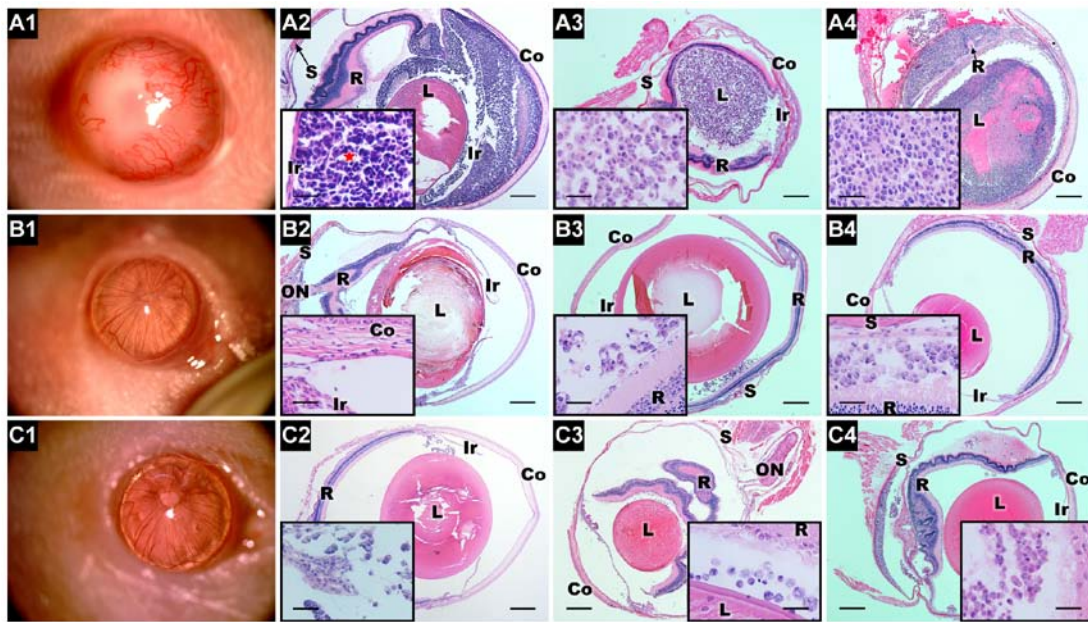 A1 A2 A3 A4
S R Co L Ir Ir
S L Co Ir R
R L Co
B1 B2 B3 B4
S R ON Co Ir L Co Ir
Co Ir L R R S
S R Co S L Ir R
C1 C2 C3 C4
Ir R L Co
S ON R L Co R L
S R Co L Ir